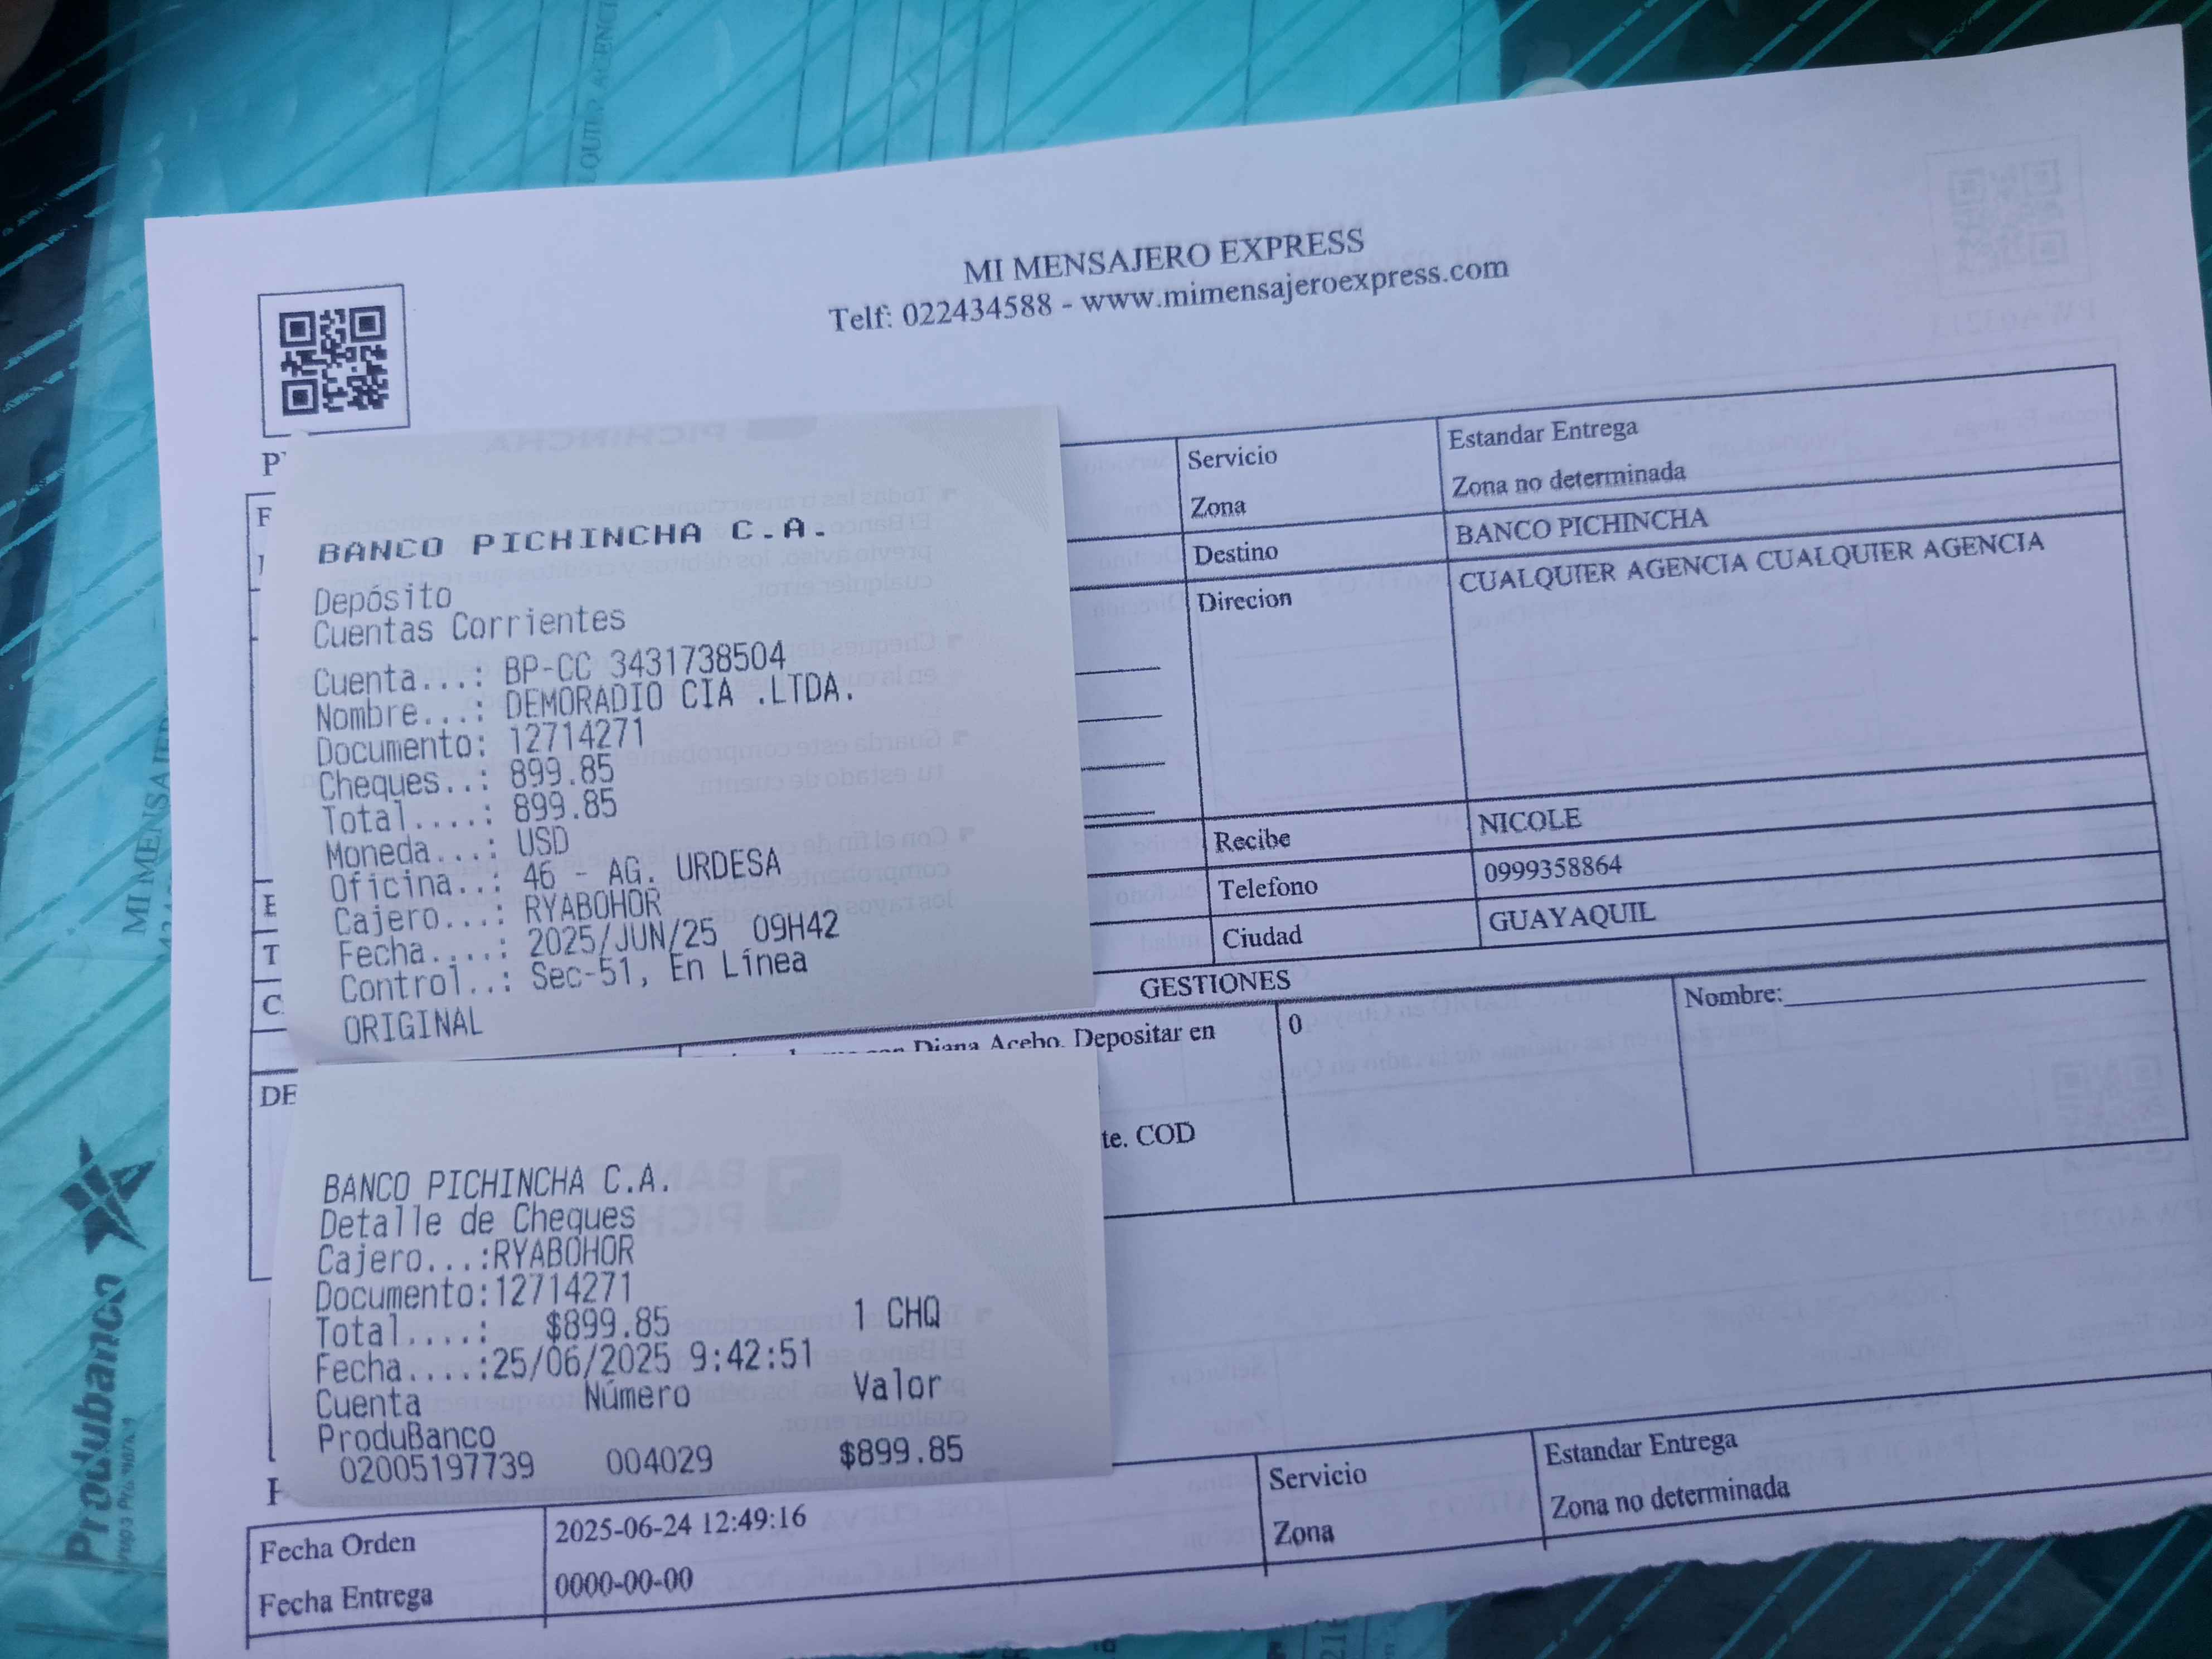 MI MENSAJERO EXPRESS
Telf: 022434588 - www.mimensajeroexpress.com
Servicio Estandar Entrega
Zona Zona no determinada
Destino BANCO PICHINCHA
Direcion CUALQUIER AGENCIA CUALQUIER AGENCIA
Recibe NICOLE
Telefono 0999358864
Ciudad GUAYAQUIL
GESTIONES
Diana Acebo. Depositar en
0
Nombre:
te. COD
DE
BANCO PICHINCHA C.A.
Depósito
Cuentas Corrientes
Cuenta...: BP-CC 3431738504
Nombre...: DEMORADIO CIA .LTDA.
Documento: 12714271
Cheques..: 899.85
Total....: 899.85
Moneda...: USD
Oficina..: 46 - AG. URDESA
Cajero...: RYABOHOR
Fecha....: 2025/JUN/25 09H42
Control..: Sec-51, En Línea
ORIGINAL
BANCO PICHINCHA C.A.
Detalle de Cheques
Cajero...:RYABOHOR
Documento:12714271
Total....: $899.85 1 CHQ
Fecha....:25/06/2025 9:42:51
Cuenta Número Valor
ProduBanco
02005197739 004029 $899.85
Fecha Orden 2025-06-24 12:49:16
Fecha Entrega 0000-00-00
Servicio Estandar Entrega
Zona Zona no determinada
Produbanco